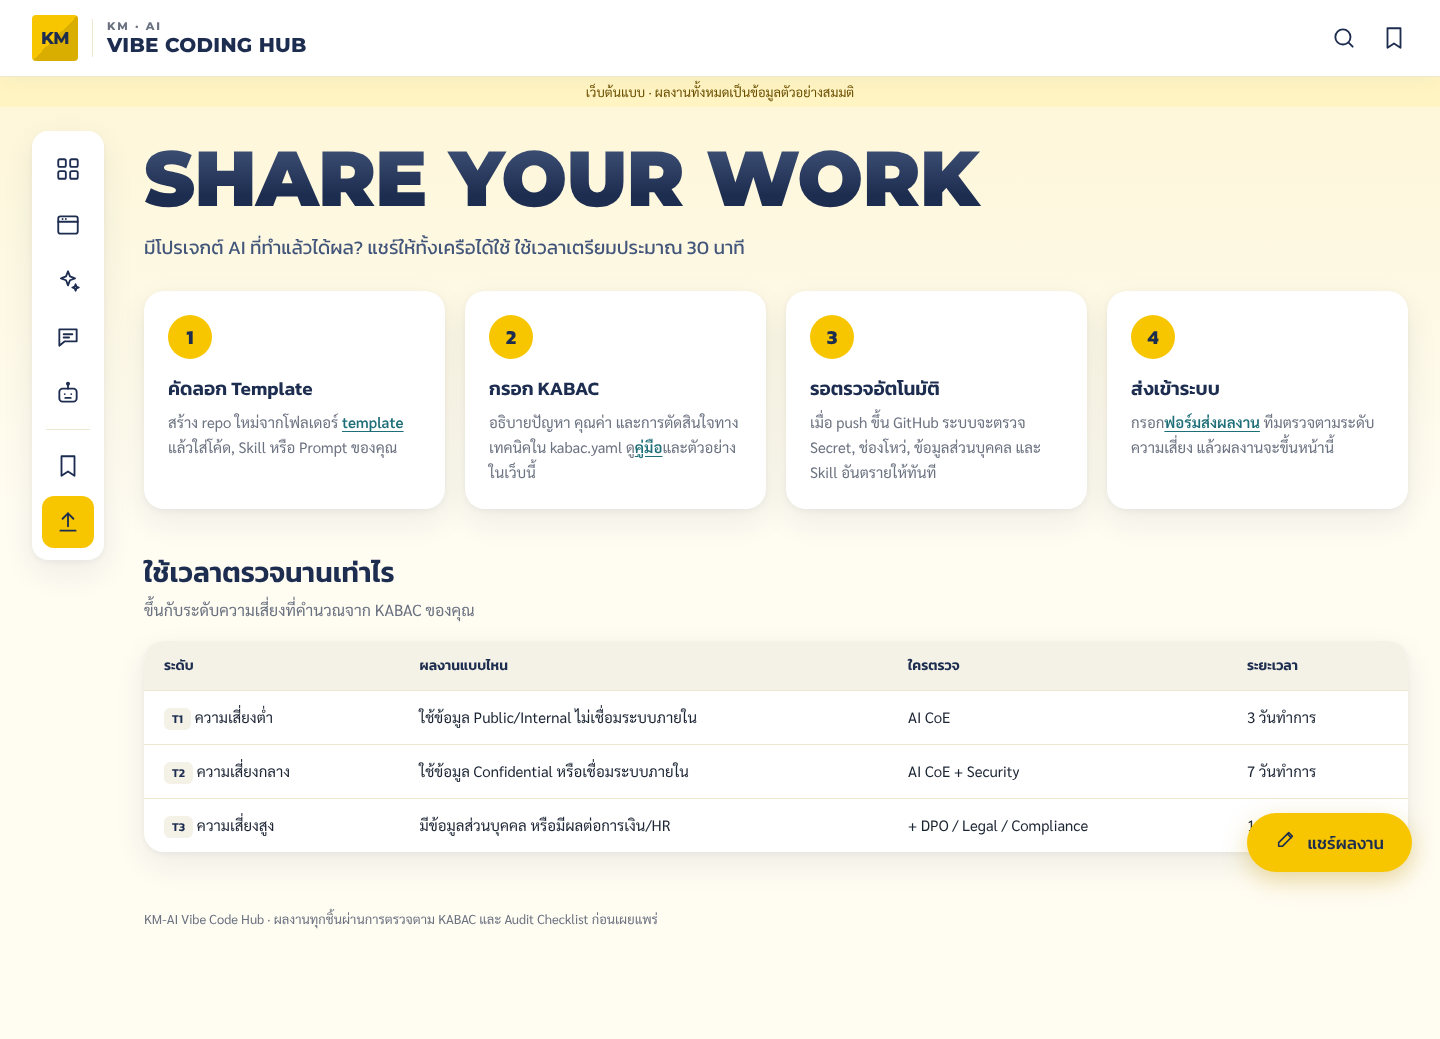 KM
KM · AI
VIBE CODING HUB
เว็บต้นแบบ · ผลงานทั้งหมดเป็นข้อมูลตัวอย่างสมมติ
SHARE YOUR WORK
มีโปรเจกต์ AI ที่ทำแล้วได้ผล? แชร์ให้ทั้งเครือได้ใช้ ใช้เวลาเตรียมประมาณ 30 นาที
1
คัดลอก Template
สร้าง repo ใหม่จากโฟลเดอร์ template
แล้วใส่โค้ด, Skill หรือ Prompt ของคุณ
2
กรอก KABAC
อธิบายปัญหา คุณค่า และการตัดสินใจทาง
เทคนิคใน kabac.yaml ดูคู่มือและตัวอย่าง
ในเว็บนี้
3
รอตรวจอัตโนมัติ
เมื่อ push ขึ้น GitHub ระบบจะตรวจ
Secret, ช่องโหว่, ข้อมูลส่วนบุคคล และ
Skill อันตรายให้ทันที
4
ส่งเข้าระบบ
กรอกฟอร์มส่งผลงาน ทีมตรวจตามระดับ
ความเสี่ยง แล้วผลงานจะขึ้นหน้านี้
ใช้เวลาตรวจนานเท่าไร
ขึ้นกับระดับความเสี่ยงที่คำนวณจาก KABAC ของคุณ
ระดับ ผลงานแบบไหน ใครตรวจ ระยะเวลา
T1 ความเสี่ยงต่ำ ใช้ข้อมูล Public/Internal ไม่เชื่อมระบบภายใน AI CoE 3 วันทำการ
T2 ความเสี่ยงกลาง ใช้ข้อมูล Confidential หรือเชื่อมระบบภายใน AI CoE + Security 7 วันทำการ
T3 ความเสี่ยงสูง มีข้อมูลส่วนบุคคล หรือมีผลต่อการเงิน/HR + DPO / Legal / Compliance
แชร์ผลงาน
KM-AI Vibe Code Hub · ผลงานทุกชิ้นผ่านการตรวจตาม KABAC และ Audit Checklist ก่อนเผยแพร่